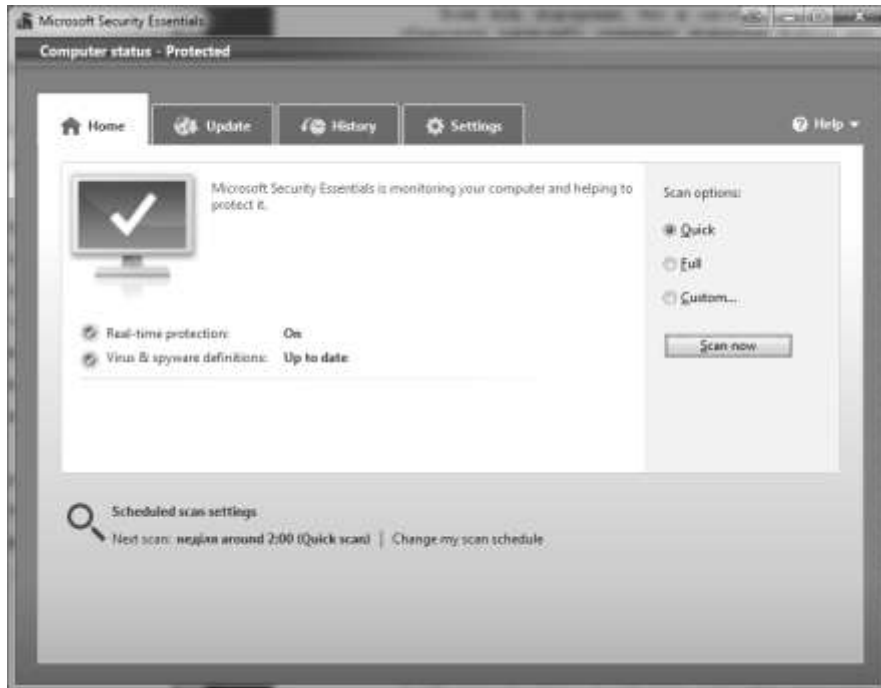 Microsoft Security Essentials
Computer status - Protected
Home
Update
History
Settings
Help
Microsoft Security Essentials is monitoring your computer and helping to
protect it.
Real-time protection: On
Virus & spyware definitions: Up to date
Scan options:
Quick
Full
Custom...
Scan now
Scheduled scan settings
Next scan: неділя around 2:00 (Quick scan) | Change my scan schedule